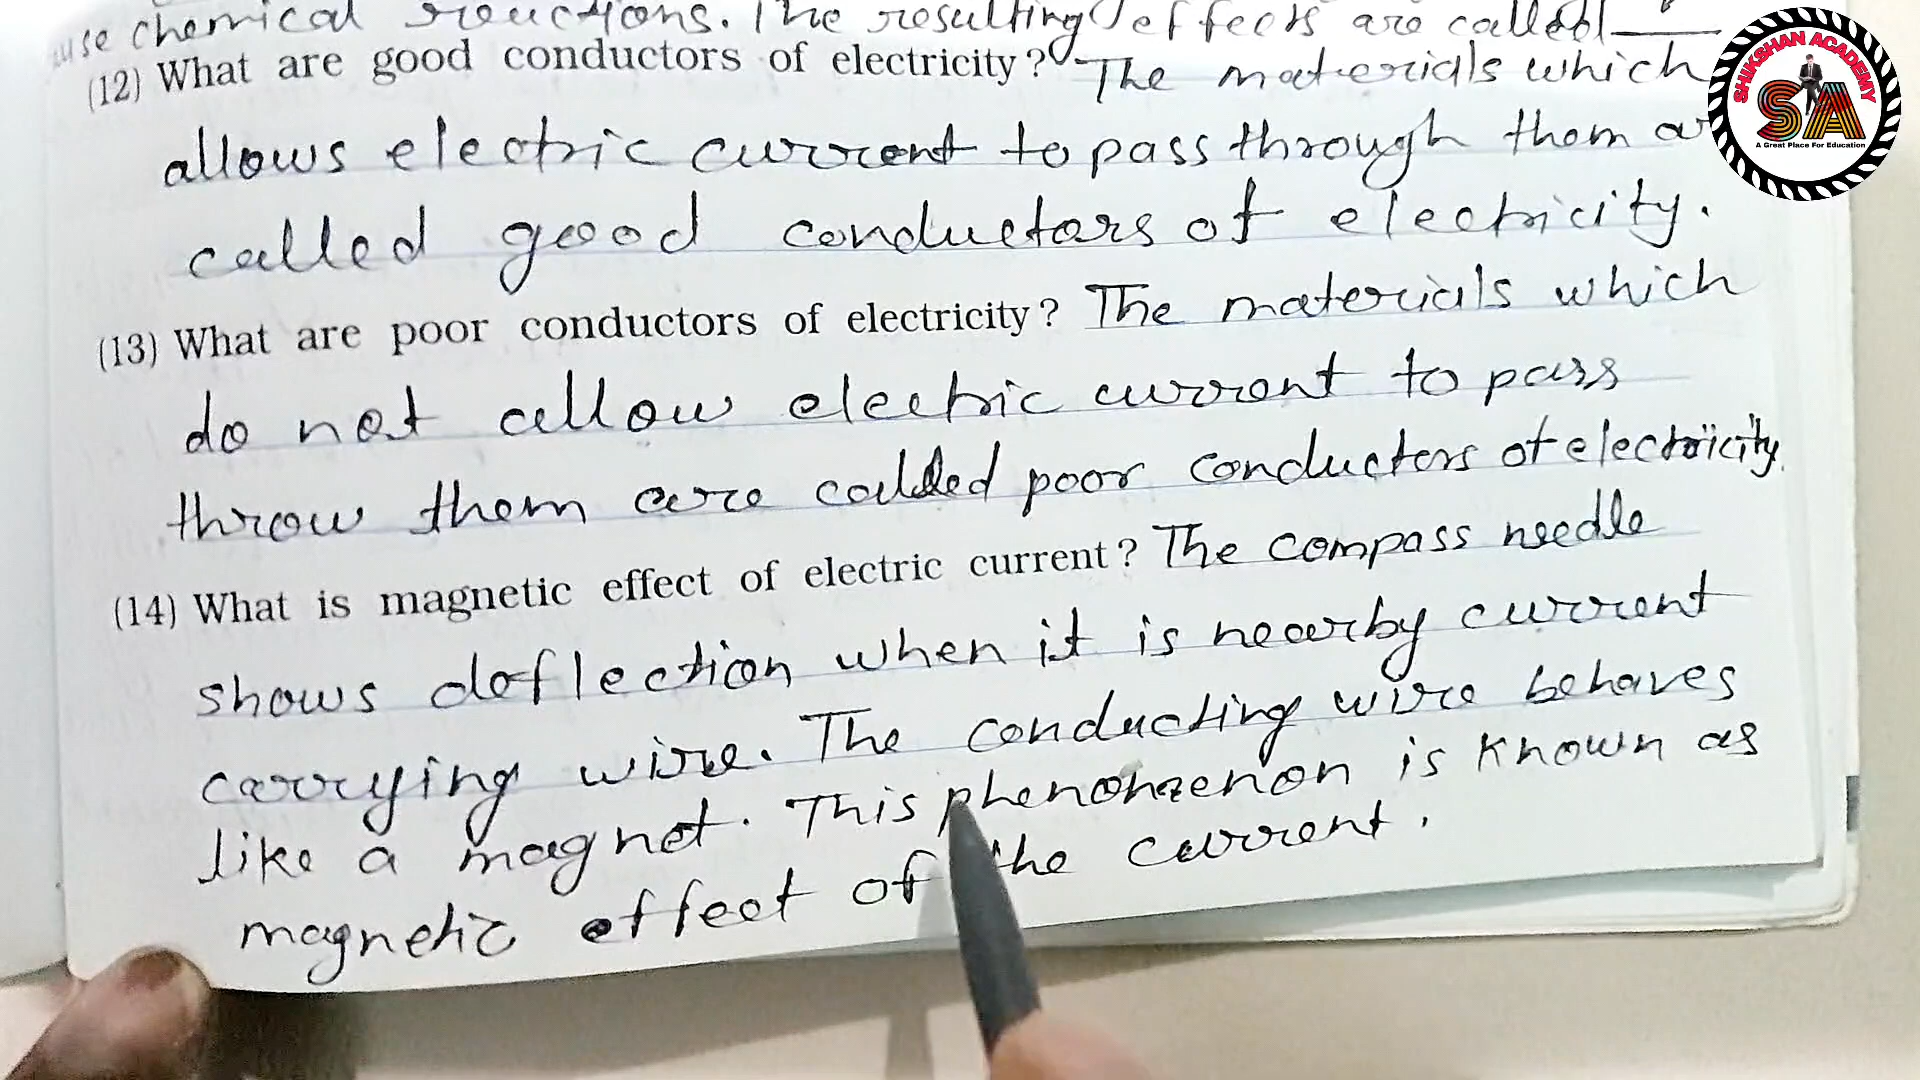 use chemical reactions. The resulting effects are called
(12) What are good conductors of electricity? The materials which
allows electric current to pass through them ar
called good conductors of electricity.
(13) What are poor conductors of electricity? The materials which
do not allow electric current to pass
throw them are called poor conductors of electricity.
(14) What is magnetic effect of electric current? The compass needle
shows deflection when it is nearby current
carrying wire. The conducting wire behaves
like a magnet. This phenomenon is known as
magnetic effect of the current.
SHIKSHAN ACADEMY
SA
A Great Place For Education